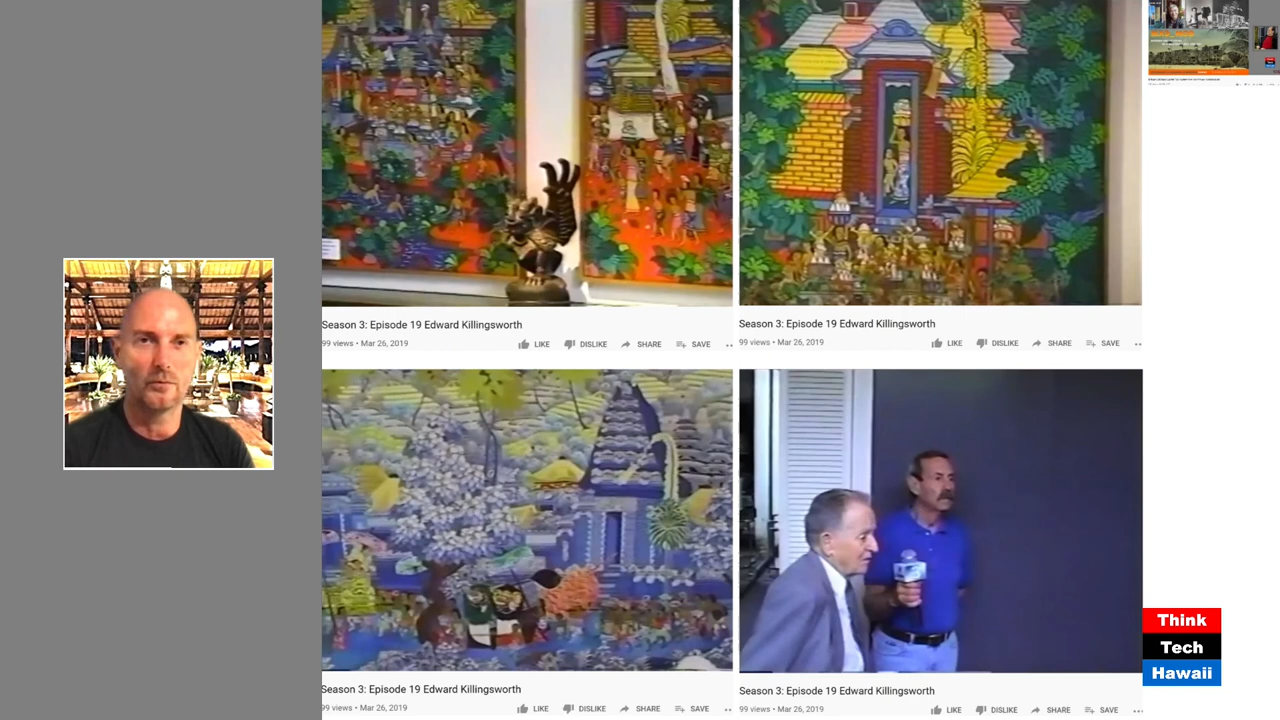 Season 3: Episode 19 Edward Killingsworth
99 views • Mar 26, 2019
LIKE
DISLIKE
SHARE
SAVE
Season 3: Episode 19 Edward Killingsworth
99 views • Mar 26, 2019
LIKE
DISLIKE
SHARE
SAVE
Season 3: Episode 19 Edward Killingsworth
99 views • Mar 26, 2019
LIKE
DISLIKE
SHARE
SAVE
Season 3: Episode 19 Edward Killingsworth
99 views • Mar 26, 2019
LIKE
DISLIKE
SHARE
SAVE
Think
Tech
Hawaii